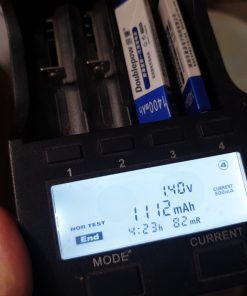 Doublepow
1400mAh
1
2
3
4
4
1.40V
CURRENT
500mA
1112mAh
NOR TEST
End
4:23h 82mR
MODE
CURRENT